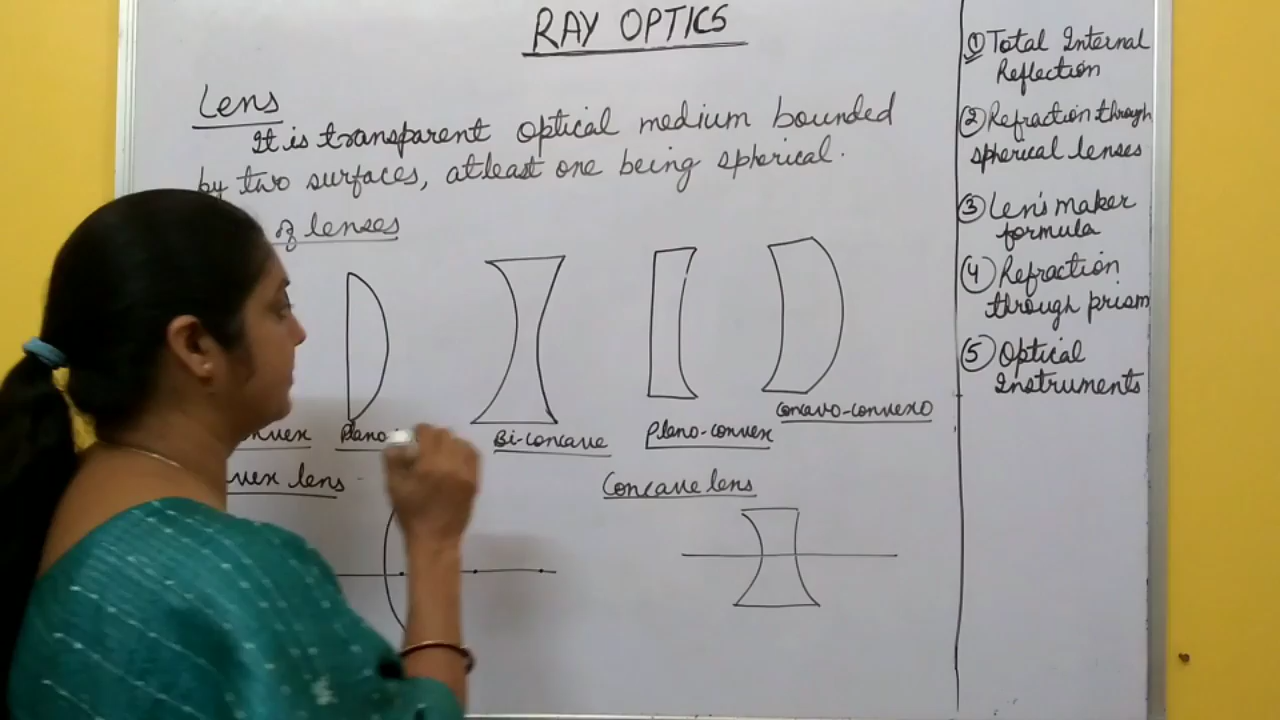 RAY OPTICS
Lens
It is transparent optical medium bounded
by two surfaces, atleast one being spherical.
of lenses
Plano
Bi-concave
Plano-convex
Concavo-convexo
lens
Concave lens
① Total Internal
Reflection
② Refraction through
spherical lenses
③ Len's maker
formula
④ Refraction
through prism
⑤ Optical
Instruments